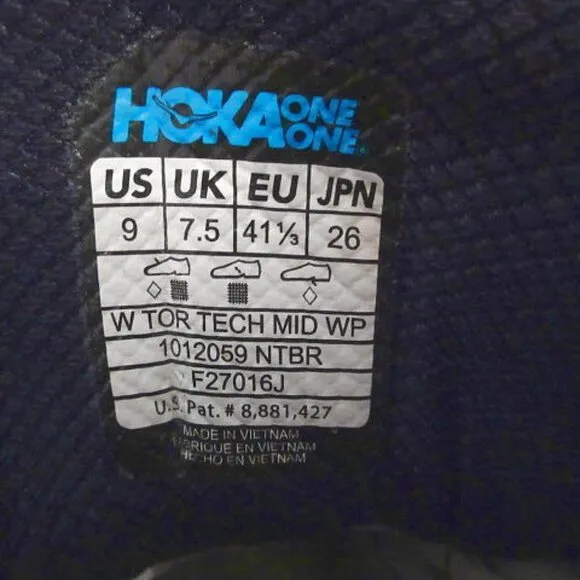 HOKA ONE ONE
US UK EU JPN
9 7.5 41⅓ 26
W TOR TECH MID WP
1012059 NTBR
F27016J
U.S. Pat. # 8,881,427
MADE IN VIETNAM
FABRIQUE EN VIETNAM
HECHO EN VIETNAM